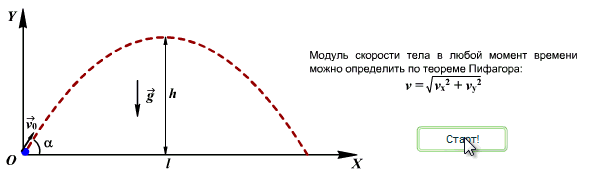 Y
Модуль скорости тела в любой момент времени
можно определить по теореме Пифагора:
v = √vx² + vy²
g
h
v0
α
Старт!
O
l
X